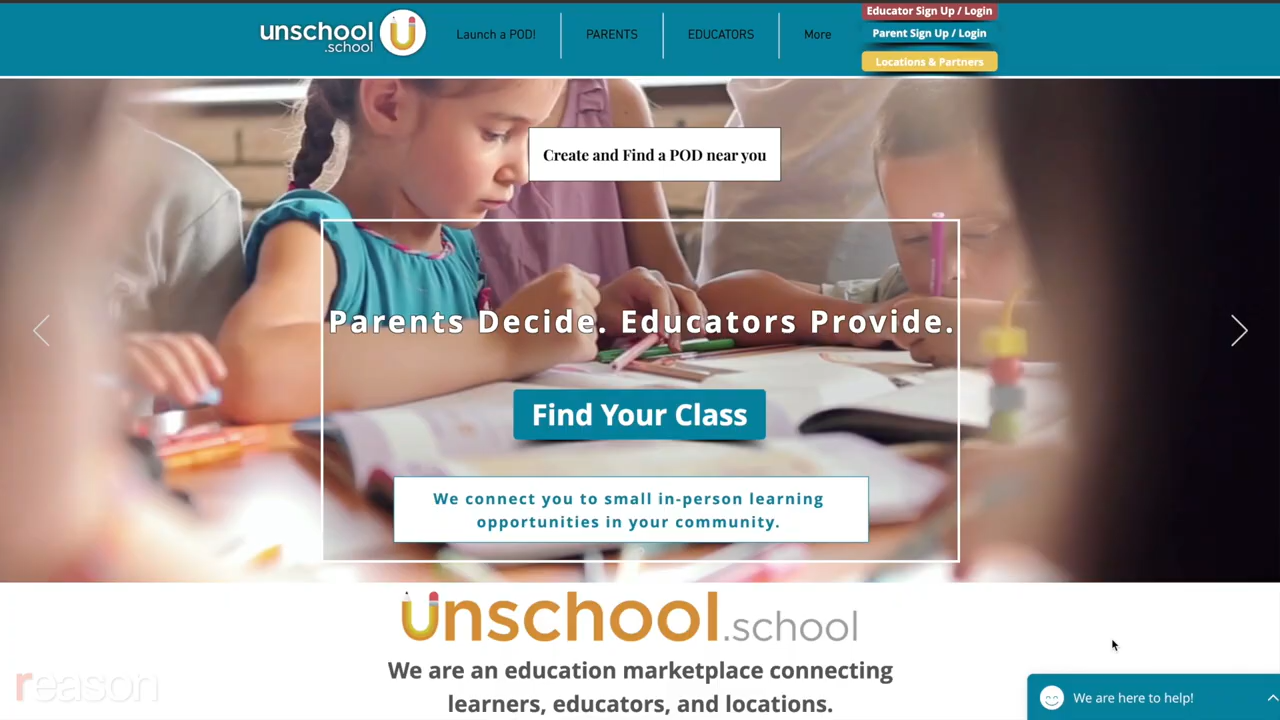 unschool
.school
Launch a POD!
PARENTS
EDUCATORS
More
Educator Sign Up / Login
Parent Sign Up / Login
Locations & Partners
Create and Find a POD near you
Parents Decide. Educators Provide.
Find Your Class
We connect you to small in-person learning
opportunities in your community.
unschool.school
We are an education marketplace connecting
learners, educators, and locations.
reason
We are here to help!